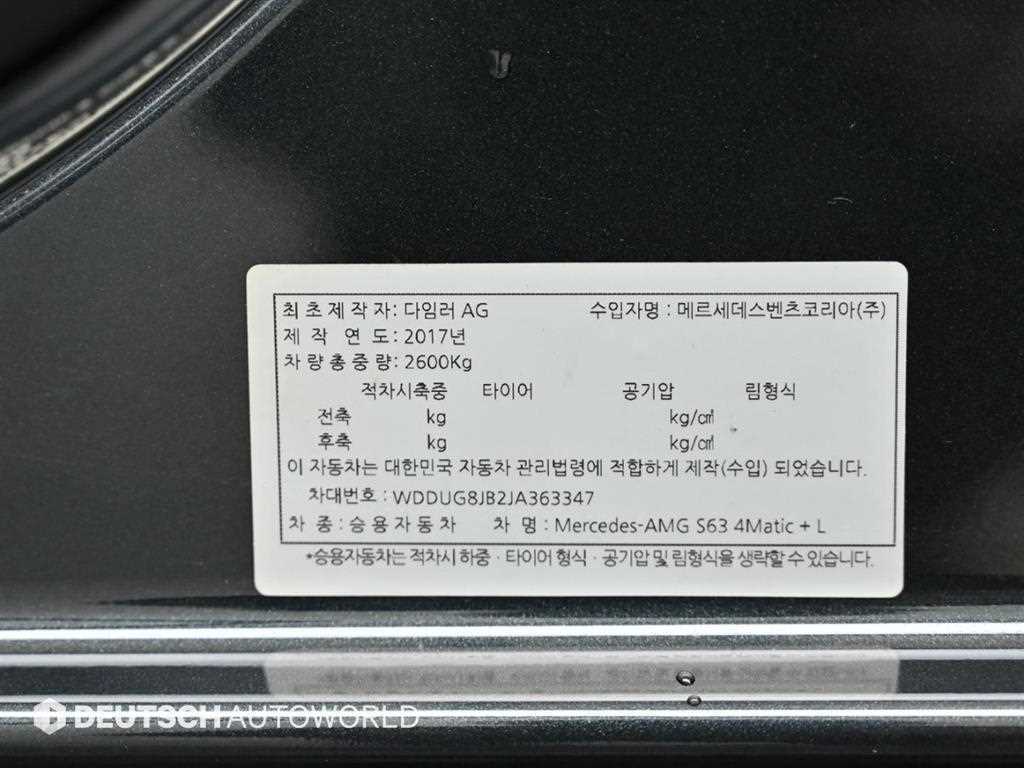 최초제작자: 다임러 AG 수입자명 : 메르세데스벤츠코리아(주)
제 작 연 도: 2017년
차량총중량: 2600Kg
적차시축중 타이어 공기압 림형식
전축 kg kg/㎠
후축 kg kg/㎠
이 자동차는 대한민국 자동차 관리법령에 적합하게 제작(수입) 되었습니다.
차대번호 : WDDUG8JB2JA363347
차 종 : 승용자동차 차 명 : Mercedes-AMG S63 4Matic + L
*승용자동차는 적차시 하중 · 타이어 형식 · 공기압 및 림형식을 생략할 수 있습니다.
DEUTSCH AUTOWORLD